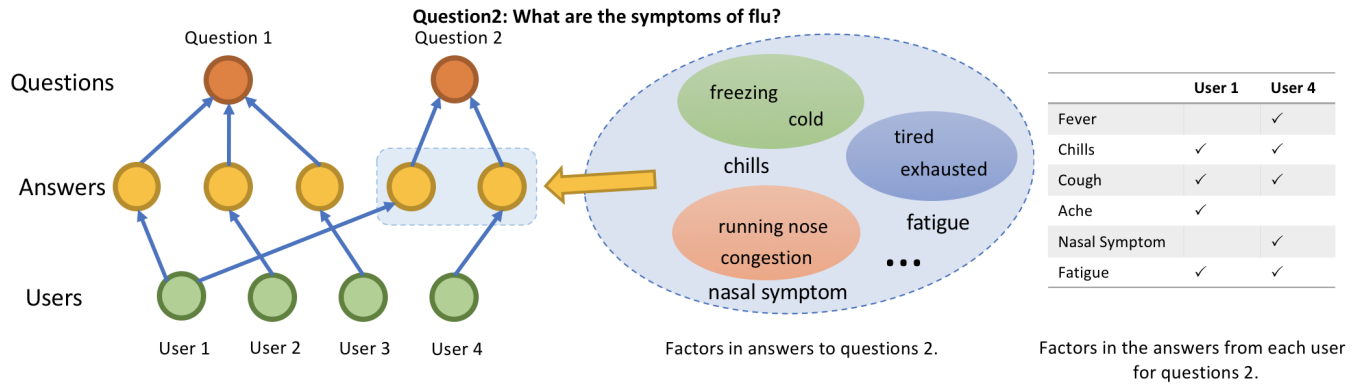 Question2: What are the symptoms of flu?
Question 1
Question 2
Questions
Answers
Users
User 1
User 2
User 3
User 4
freezing
cold
chills
tired
exhausted
fatigue
running nose
congestion
nasal symptom
...
Factors in answers to questions 2.
User 1 User 4
Fever ✓
Chills ✓ ✓
Cough ✓ ✓
Ache ✓
Nasal Symptom ✓
Fatigue ✓ ✓
Factors in the answers from each user
for questions 2.